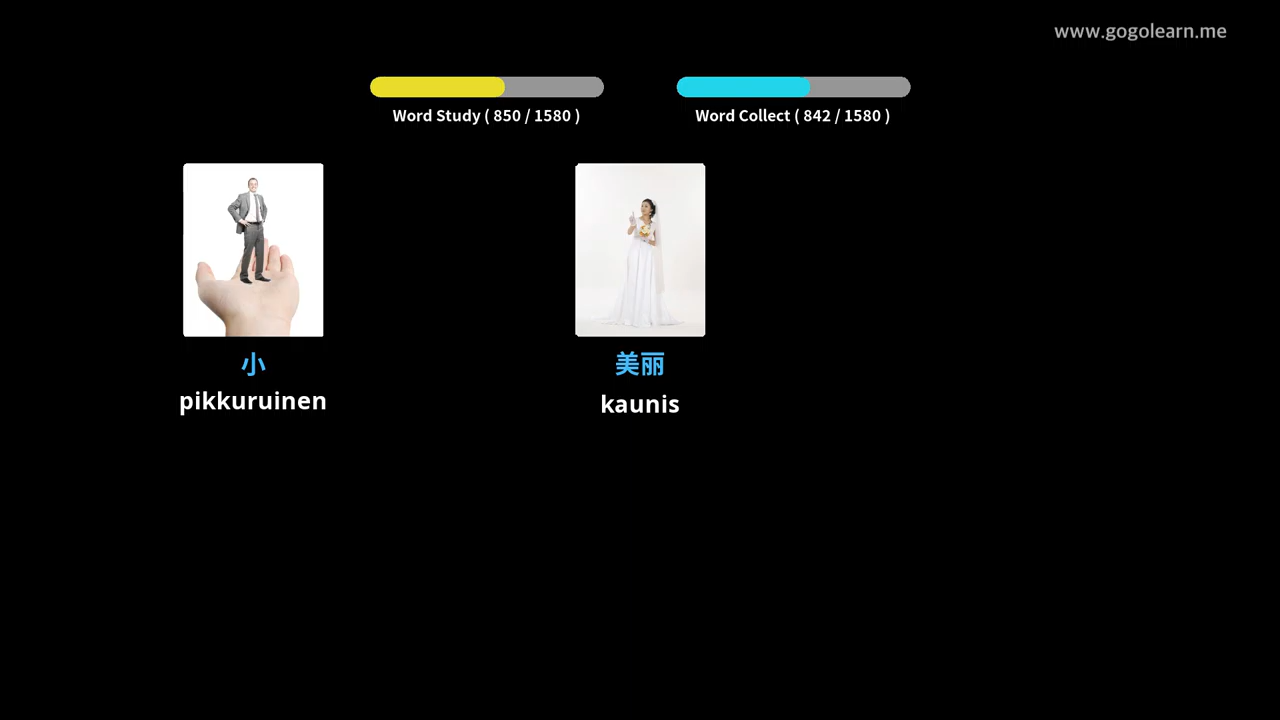 www.gogolearn.me
Word Study ( 850 / 1580 )
Word Collect ( 842 / 1580 )
小
pikkuruinen
美丽
kaunis